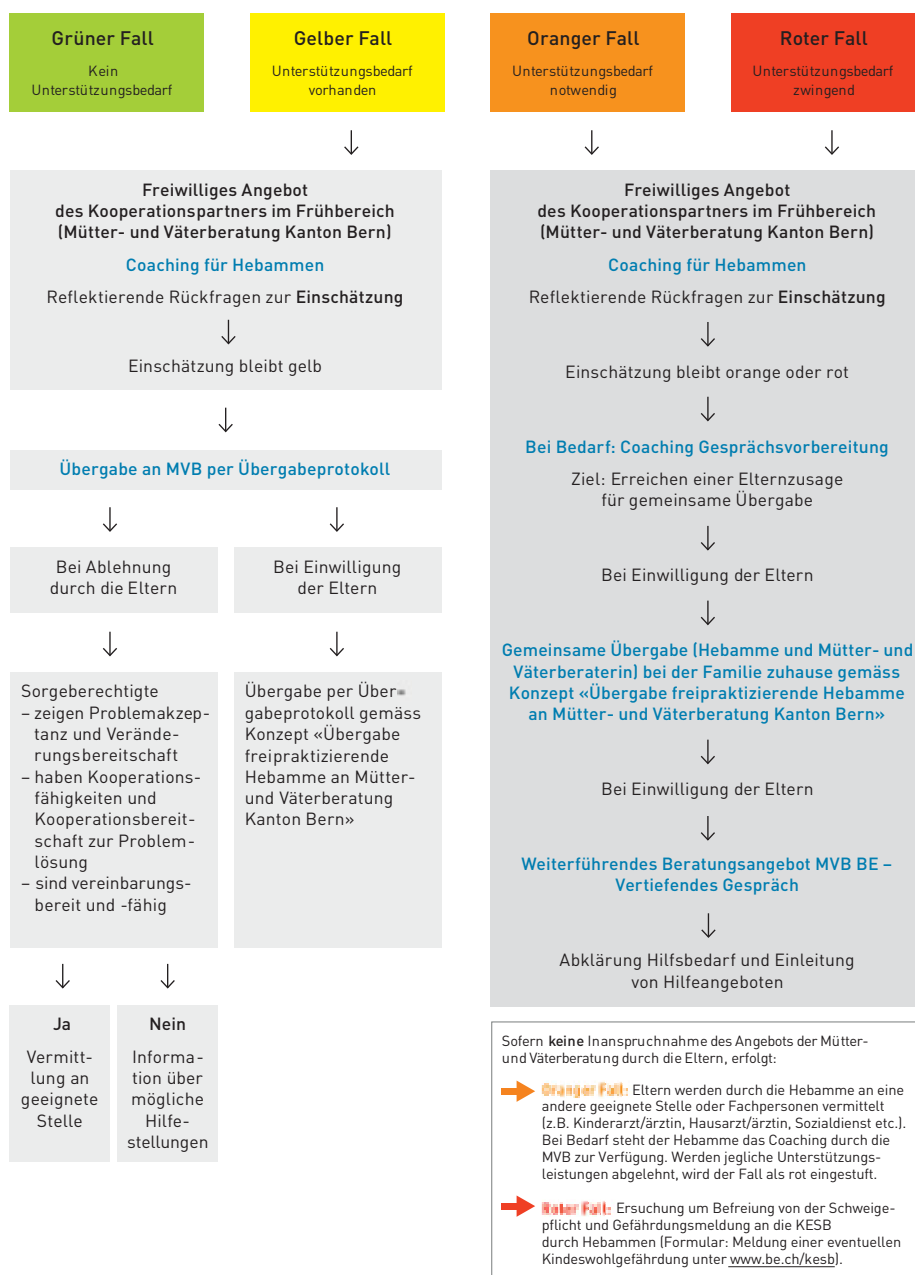 Grüner Fall
Kein
Unterstützungsbedarf
Gelber Fall
Unterstützungsbedarf
vorhanden
Oranger Fall
Unterstützungsbedarf
notwendig
Roter Fall
Unterstützungsbedarf
zwingend
Freiwilliges Angebot
des Kooperationspartners im Frühbereich
(Mütter- und Väterberatung Kanton Bern)
Coaching für Hebammen
Reflektierende Rückfragen zur Einschätzung
Einschätzung bleibt gelb
Übergabe an MVB per Übergabeprotokoll
Bei Ablehnung
durch die Eltern
Bei Einwilligung
der Eltern
Sorgeberechtigte
– zeigen Problemakzep-
tanz und Verände-
rungsbereitschaft
– haben Kooperations-
fähigkeiten und
Kooperationsbereit-
schaft zur Problem-
lösung
– sind vereinbarungs-
bereit und -fähig
Übergabe per Über-
gabeprotokoll gemäss
Konzept «Übergabe
freipraktizierende
Hebamme an Mütter-
und Väterberatung
Kanton Bern»
Ja
Vermitt-
lung an
geeignete
Stelle
Nein
Informa-
tion über
mögliche
Hilfe-
stellungen
Freiwilliges Angebot
des Kooperationspartners im Frühbereich
(Mütter- und Väterberatung Kanton Bern)
Coaching für Hebammen
Reflektierende Rückfragen zur Einschätzung
Einschätzung bleibt orange oder rot
Bei Bedarf: Coaching Gesprächsvorbereitung
Ziel: Erreichen einer Elternzusage
für gemeinsame Übergabe
Bei Einwilligung der Eltern
Gemeinsame Übergabe (Hebamme und Mütter- und
Väterberaterin) bei der Familie zuhause gemäss
Konzept «Übergabe freipraktizierende Hebamme
an Mütter- und Väterberatung Kanton Bern»
Bei Einwilligung der Eltern
Weiterführendes Beratungsangebot MVB BE –
Vertiefendes Gespräch
Abklärung Hilfsbedarf und Einleitung
von Hilfeangeboten
Sofern keine Inanspruchnahme des Angebots der Mütter-
und Väterberatung durch die Eltern, erfolgt:
Oranger Fall: Eltern werden durch die Hebamme an eine
andere geeignete Stelle oder Fachpersonen vermittelt
(z.B. Kinderarzt/ärztin, Hausarzt/ärztin, Sozialdienst etc.).
Bei Bedarf steht der Hebamme das Coaching durch die
MVB zur Verfügung. Werden jegliche Unterstützungs-
leistungen abgelehnt, wird der Fall als rot eingestuft.
Roter Fall: Ersuchung um Befreiung von der Schweige-
pflicht und Gefährdungsmeldung an die KESB
durch Hebammen (Formular: Meldung einer eventuellen
Kindeswohlgefährdung unter www.be.ch/kesb).